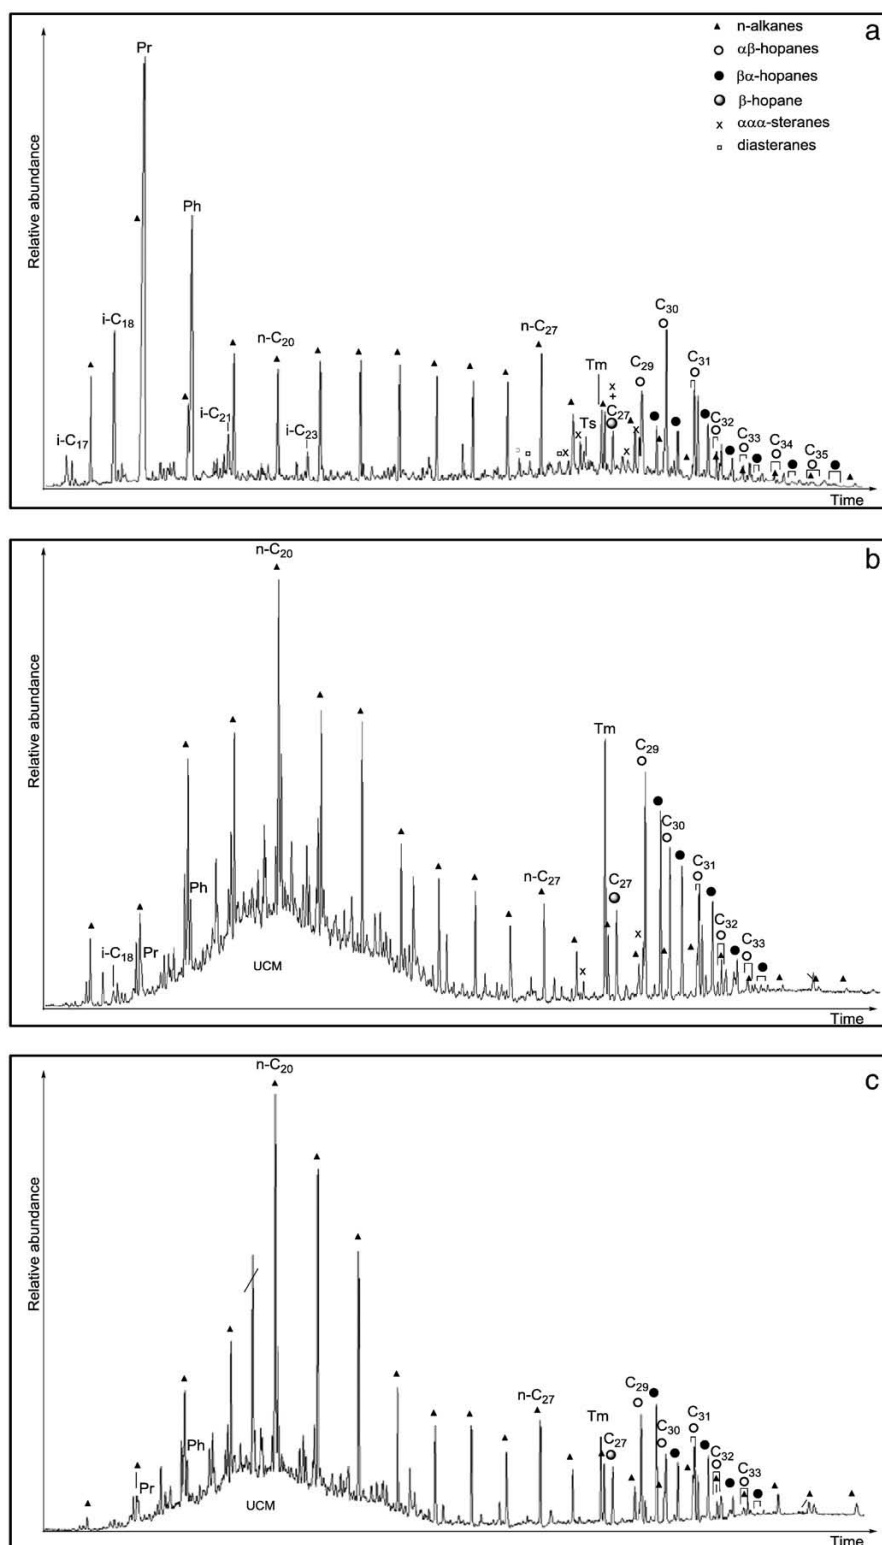 a
n-alkanes
αβ-hopanes
βα-hopanes
β-hopane
ααα-steranes
diasteranes
Relative abundance
Pr
Ph
i-C18
i-C17
i-C21
n-C20
i-C23
n-C27
Ts
Tm
x
+
C27
C29
C30
C31
C32
C33
C34
C35
Time
b
Relative abundance
n-C20
i-C18
Pr
Ph
UCM
n-C27
Tm
C27
C29
C30
C31
C32
C33
Time
c
Relative abundance
n-C20
Pr
Ph
UCM
n-C27
Tm
C27
C29
C30
C31
C32
C33
Time